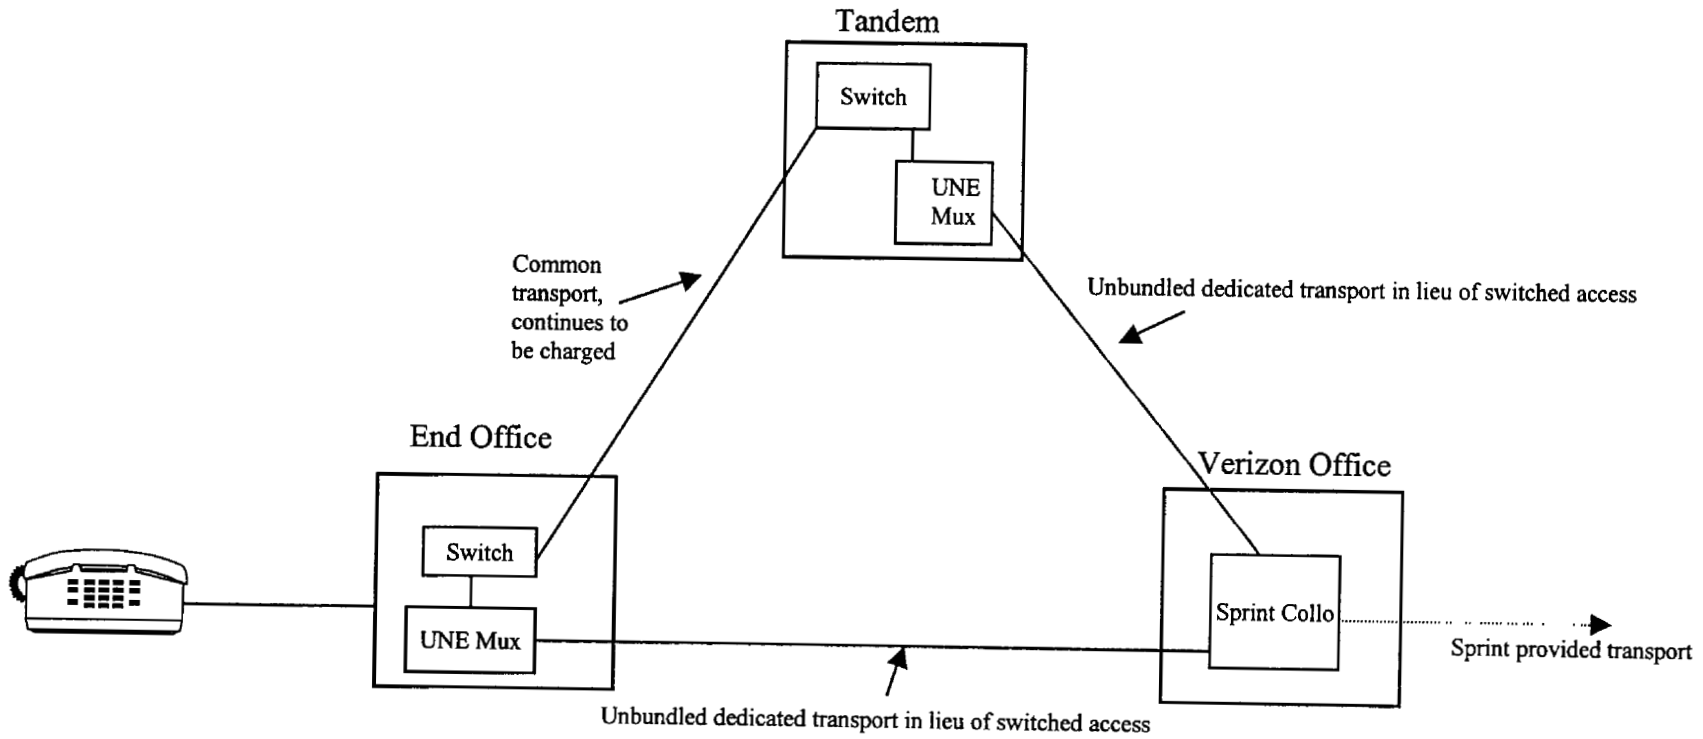 Tandem
Switch
UNE
Mux
Common
transport,
continues to
be charged
Unbundled dedicated transport in lieu of switched access
End Office
Verizon Office
Switch
UNE Mux
Sprint Collo
Sprint provided transport
Unbundled dedicated transport in lieu of switched access